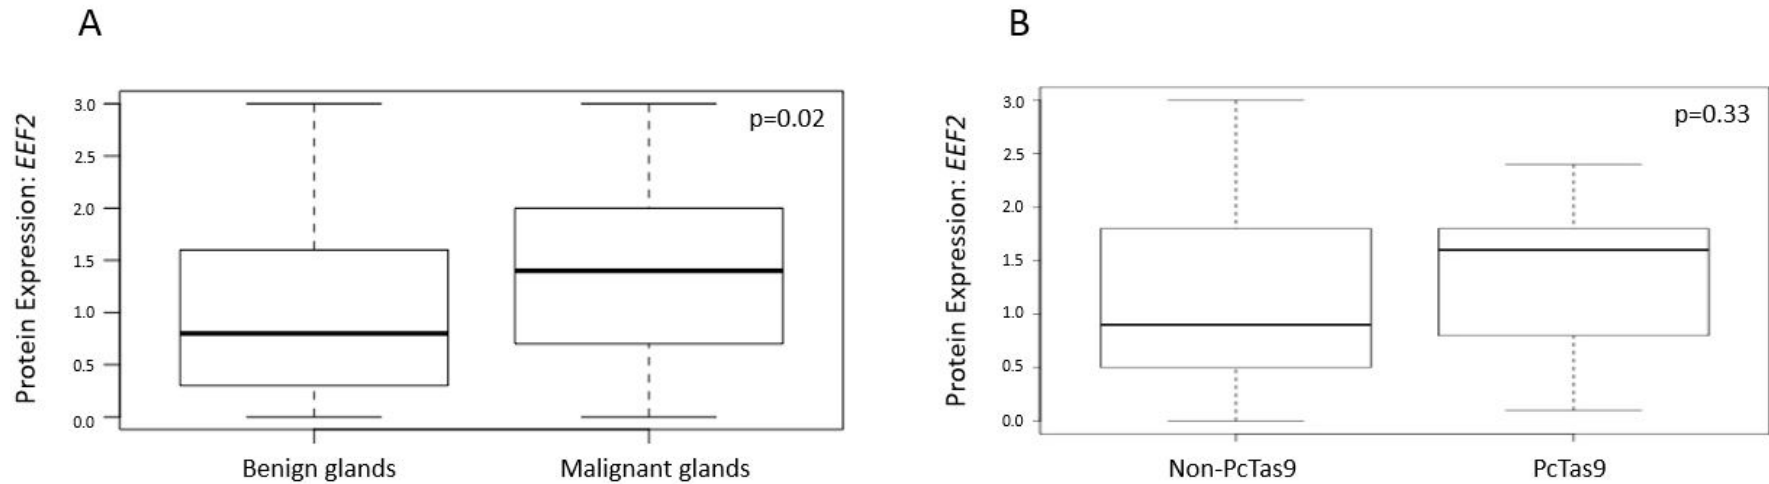 A
Protein Expression: EEF2
3.0
2.5
2.0
1.5
1.0
0.5
0.0
p=0.02
Benign glands
Malignant glands
B
Protein Expression: EEF2
3.0
2.5
2.0
1.5
1.0
0.5
0.0
p=0.33
Non-PcTas9
PcTas9